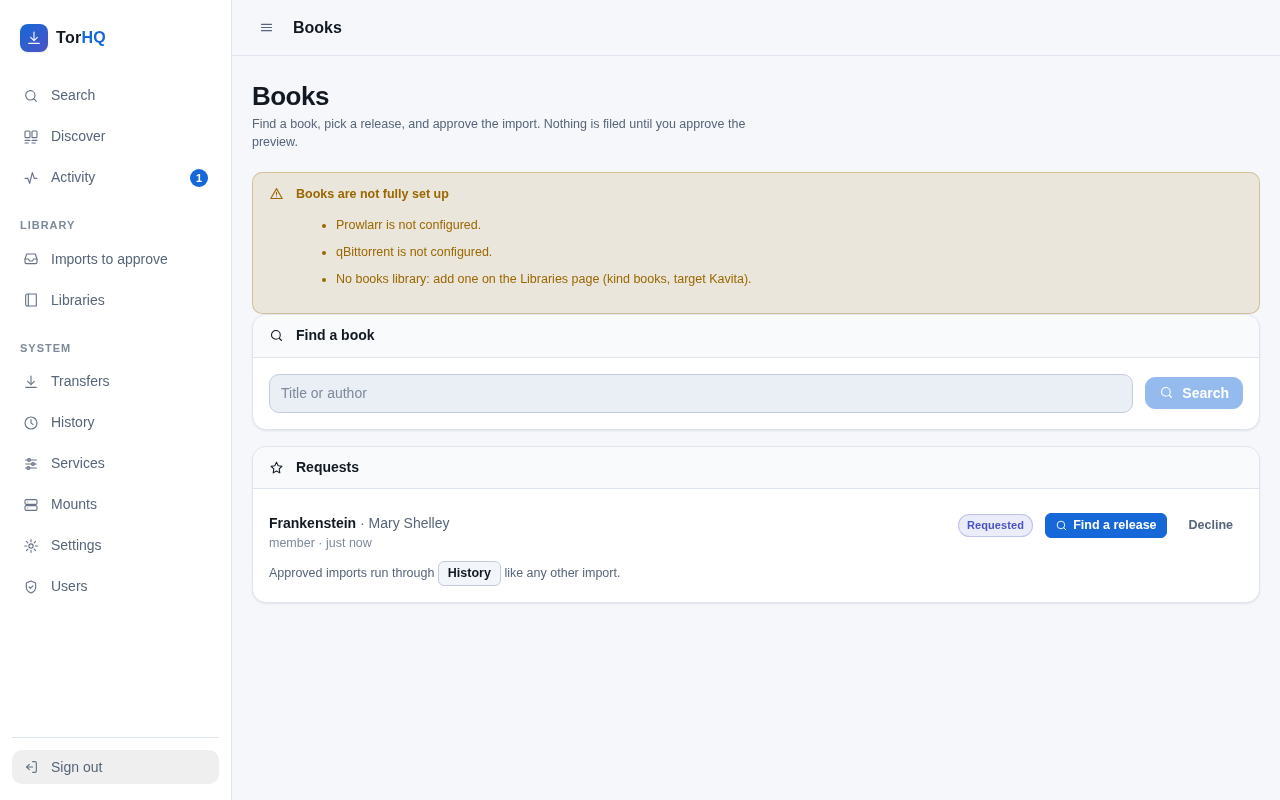 TorHQ
Books
Search
Discover
Activity 1
LIBRARY
Imports to approve
Libraries
SYSTEM
Transfers
History
Services
Mounts
Settings
Users
Sign out
Books
Find a book, pick a release, and approve the import. Nothing is filed until you approve the
preview.
Books are not fully set up
• Prowlarr is not configured.
• qBittorrent is not configured.
• No books library: add one on the Libraries page (kind books, target Kavita).
Find a book
Title or author Search
Requests
Frankenstein · Mary Shelley Requested Find a release Decline
member · just now
Approved imports run through History like any other import.